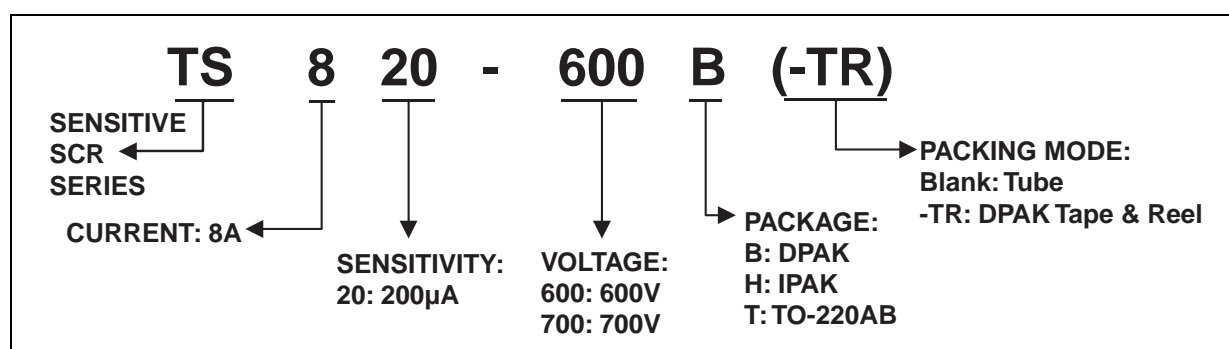 TS 8 20 - 600 B (-TR)
SENSITIVE
SCR
SERIES
CURRENT: 8A
SENSITIVITY:
20: 200µA
VOLTAGE:
600: 600V
700: 700V
PACKAGE:
B: DPAK
H: IPAK
T: TO-220AB
PACKING MODE:
Blank: Tube
-TR: DPAK Tape & Reel